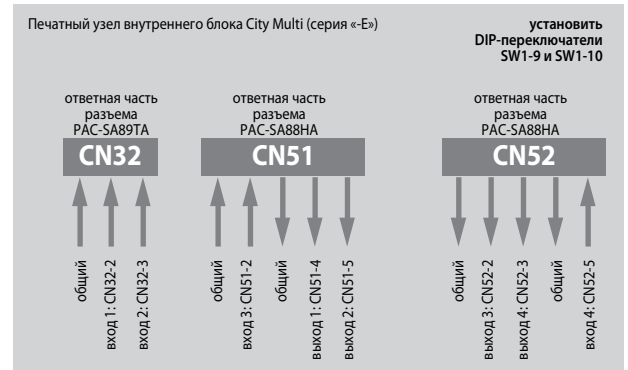 Печатный узел внутреннего блока City Multi (серия «-E»)
установить
DIP-переключатели
SW1-9 и SW1-10
ответная часть
разъема
PAC-SA89TA
CN32
общий
вход 1: CN32-2
вход 2: CN32-3
ответная часть
разъема
PAC-SA88HA
CN51
общий
вход 3: CN51-2
общий
выход 1: CN51-4
выход 2: CN51-5
ответная часть
разъема
PAC-SA88HA
CN52
общий
выход 3: CN52-2
выход 4: CN52-3
общий
вход 4: CN52-5